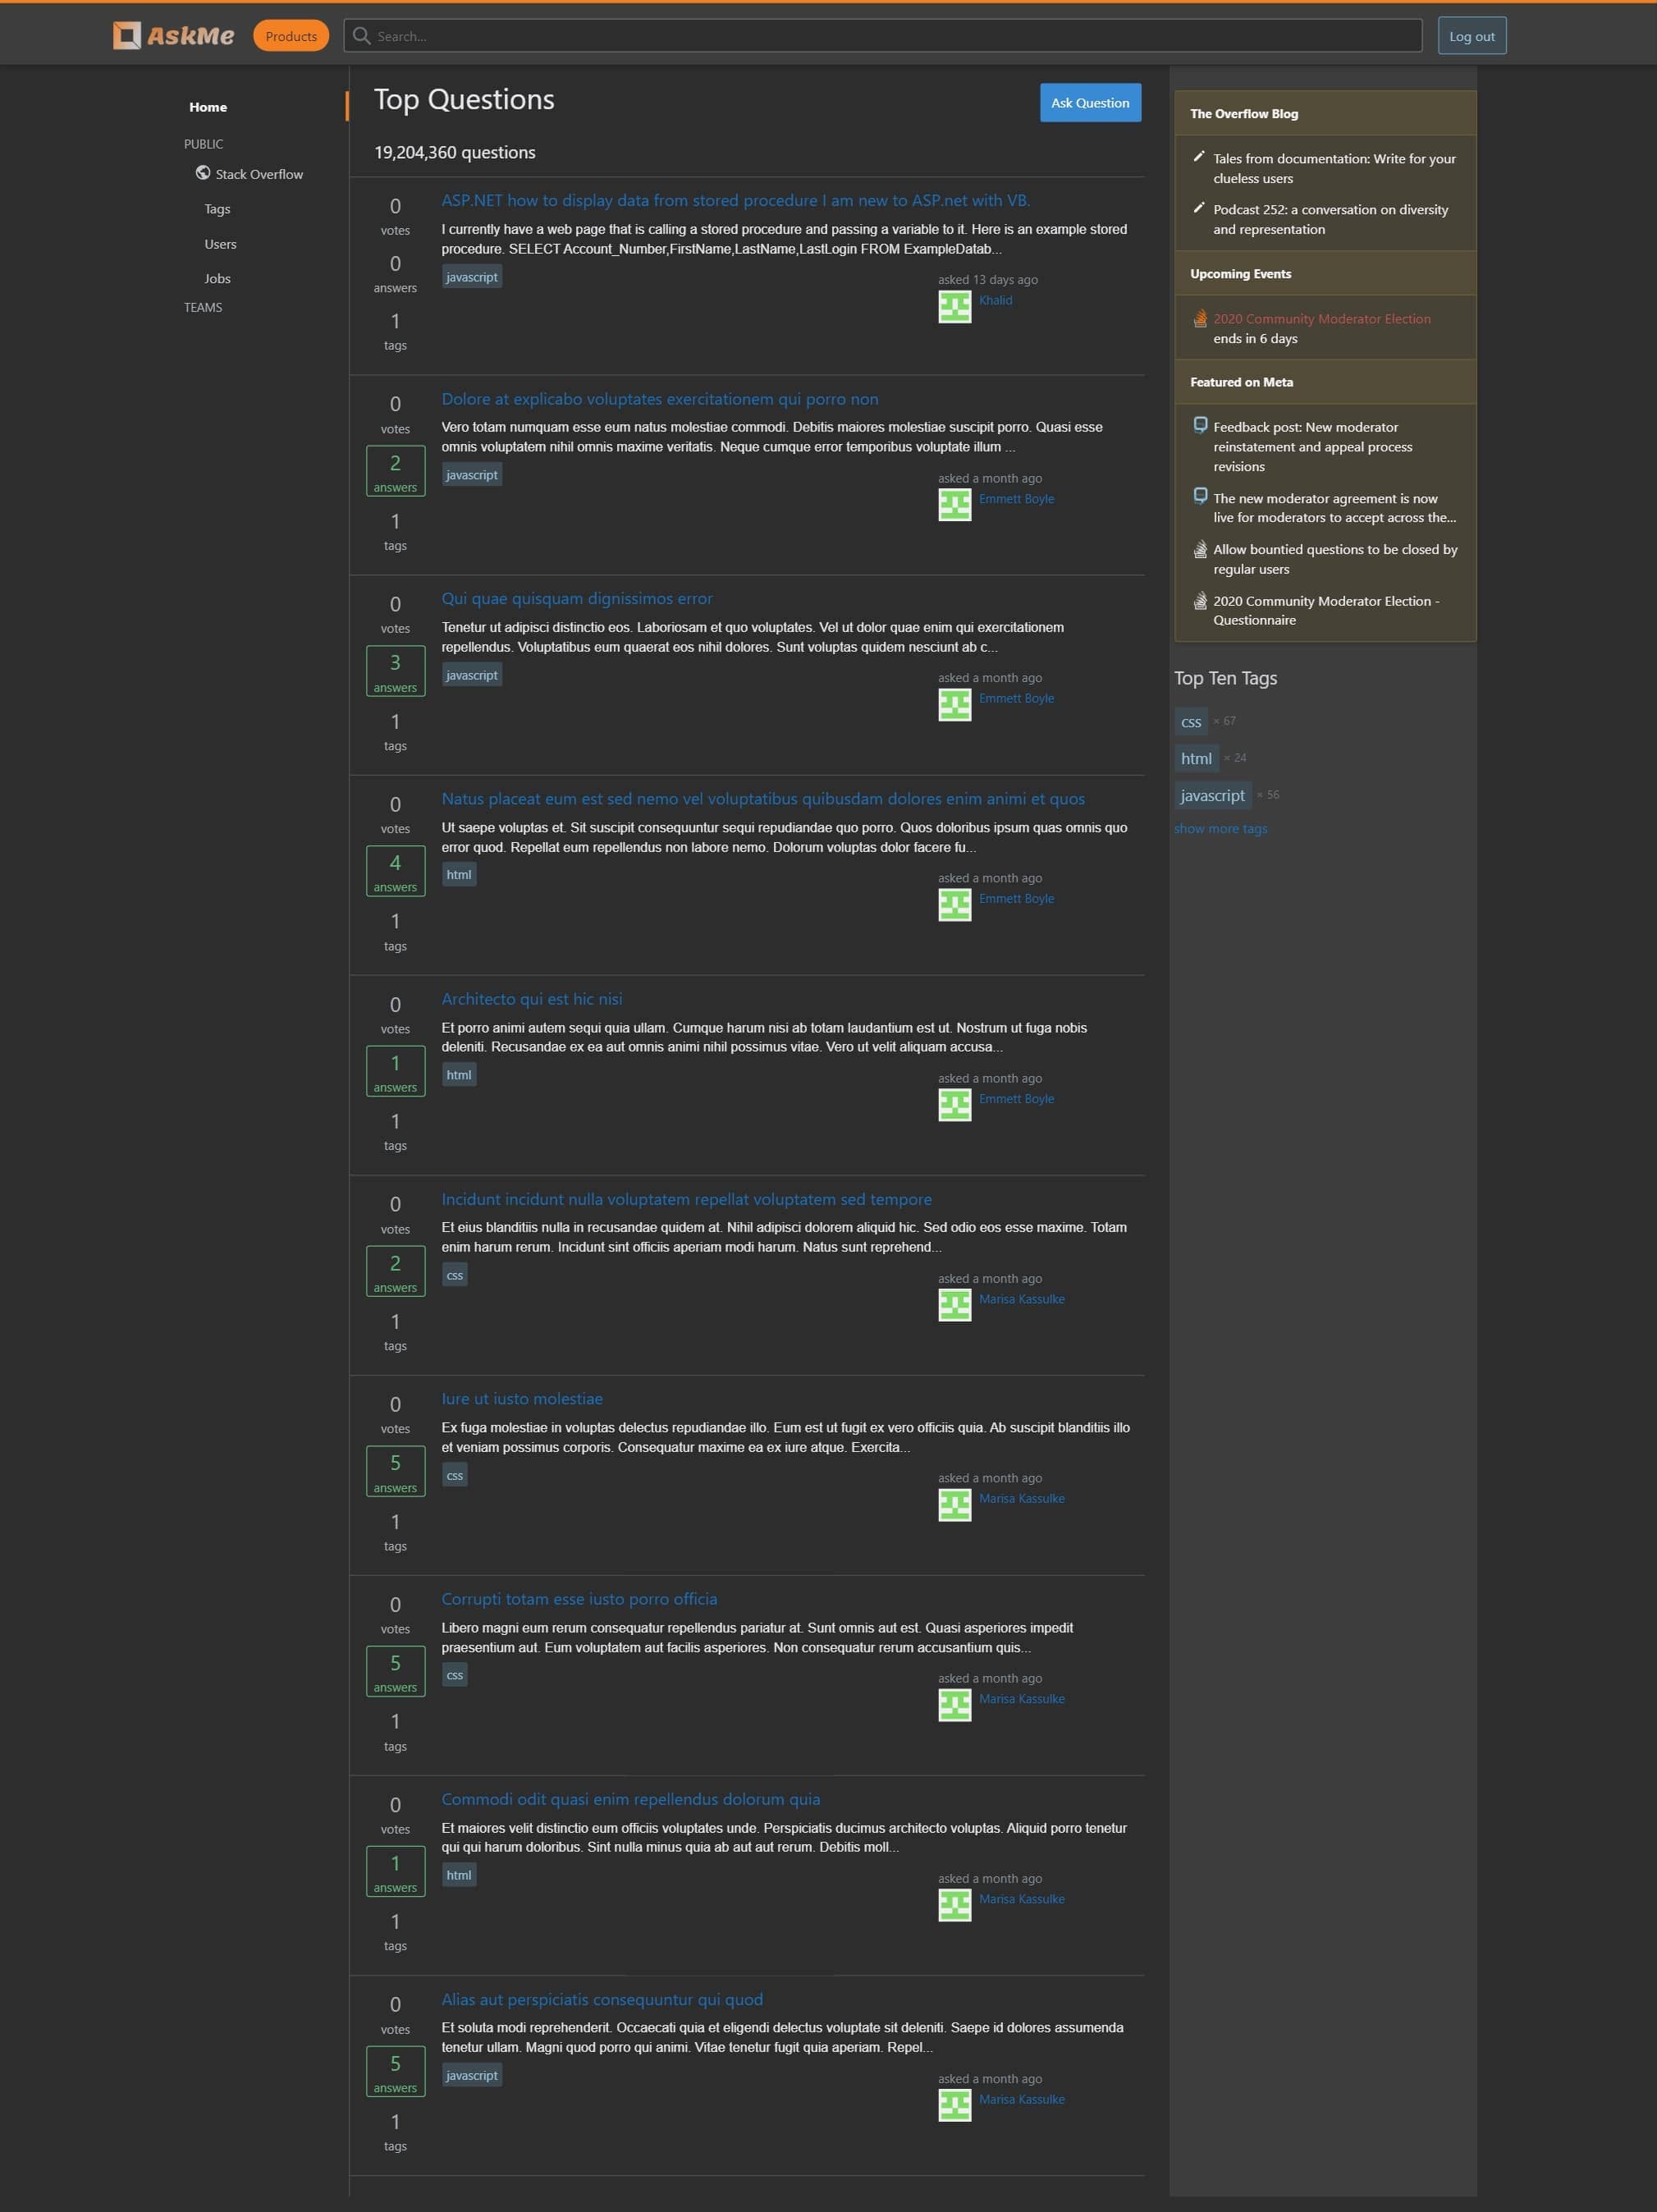 AskMe
Products
Search...
Log out
Home
PUBLIC
Stack Overflow
Tags
Users
Jobs
TEAMS
Top Questions
Ask Question
19,204,360 questions
0
votes
0
answers
1
tags
ASP.NET how to display data from stored procedure I am new to ASP.net with VB.
I currently have a web page that is calling a stored procedure and passing a variable to it. Here is an example stored
procedure. SELECT Account_Number,FirstName,LastName,LastLogin FROM ExampleDatab...
javascript
asked 13 days ago
Khalid
0
votes
2
answers
1
tags
Dolore at explicabo voluptates exercitationem qui porro non
Vero totam numquam esse eum natus molestiae commodi. Debitis maiores molestiae suscipit porro. Quasi esse
omnis voluptatem nihil omnis maxime veritatis. Neque cumque error temporibus voluptate illum ...
javascript
asked a month ago
Emmett Boyle
0
votes
3
answers
1
tags
Qui quae quisquam dignissimos error
Tenetur ut adipisci distinctio eos. Laboriosam et quo voluptates. Vel ut dolor quae enim qui exercitationem
repellendus. Voluptatibus eum quaerat eos nihil dolores. Sunt voluptas quidem nesciunt ab c...
javascript
asked a month ago
Emmett Boyle
0
votes
4
answers
1
tags
Natus placeat eum est sed nemo vel voluptatibus quibusdam dolores enim animi et quos
Ut saepe voluptas et. Sit suscipit consequuntur sequi repudiandae quo porro. Quos doloribus ipsum quas omnis quo
error quod. Repellat eum repellendus non labore nemo. Dolorum voluptas dolor facere fu...
html
asked a month ago
Emmett Boyle
0
votes
1
answers
1
tags
Architecto qui est hic nisi
Et porro animi autem sequi quia ullam. Cumque harum nisi ab totam laudantium est ut. Nostrum ut fuga nobis
deleniti. Recusandae ex ea aut omnis animi nihil possimus vitae. Vero ut velit aliquam accusa...
html
asked a month ago
Emmett Boyle
0
votes
2
answers
1
tags
Incidunt incidunt nulla voluptatem repellat voluptatem sed tempore
Et eius blanditiis nulla in recusandae quidem at. Nihil adipisci dolorem aliquid hic. Sed odio eos esse maxime. Totam
enim harum rerum. Incidunt sint officiis aperiam modi harum. Natus sunt reprehend...
css
asked a month ago
Marisa Kassulke
0
votes
5
answers
1
tags
Iure ut iusto molestiae
Ex fuga molestiae in voluptas delectus repudiandae illo. Eum est ut fugit ex vero officiis quia. Ab suscipit blanditiis illo
et veniam possimus corporis. Consequatur maxime ea ex iure atque. Exercita...
css
asked a month ago
Marisa Kassulke
0
votes
5
answers
1
tags
Corrupti totam esse iusto porro officia
Libero magni eum rerum consequatur repellendus pariatur at. Sunt omnis aut est. Quasi asperiores impedit
praesentium aut. Eum voluptatem aut facilis asperiores. Non consequatur rerum accusantium quis...
css
asked a month ago
Marisa Kassulke
0
votes
1
answers
1
tags
Commodi odit quasi enim repellendus dolorum quia
Et maiores velit distinctio eum officiis voluptates unde. Perspiciatis ducimus architecto voluptas. Aliquid porro tenetur
qui qui harum doloribus. Sint nulla minus quia ab aut aut rerum. Debitis moll...
html
asked a month ago
Marisa Kassulke
0
votes
5
answers
1
tags
Alias aut perspiciatis consequuntur qui quod
Et soluta modi reprehenderit. Occaecati quia et eligendi delectus voluptate sit deleniti. Saepe id dolores assumenda
tenetur ullam. Magni quod porro qui animi. Vitae tenetur fugit quia aperiam. Repel...
javascript
asked a month ago
Marisa Kassulke
The Overflow Blog
Tales from documentation: Write for your
clueless users
Podcast 252: a conversation on diversity
and representation
Upcoming Events
2020 Community Moderator Election
ends in 6 days
Featured on Meta
Feedback post: New moderator
reinstatement and appeal process
revisions
The new moderator agreement is now
live for moderators to accept across the...
Allow bountied questions to be closed by
regular users
2020 Community Moderator Election -
Questionnaire
Top Ten Tags
css × 67
html × 24
javascript × 56
show more tags